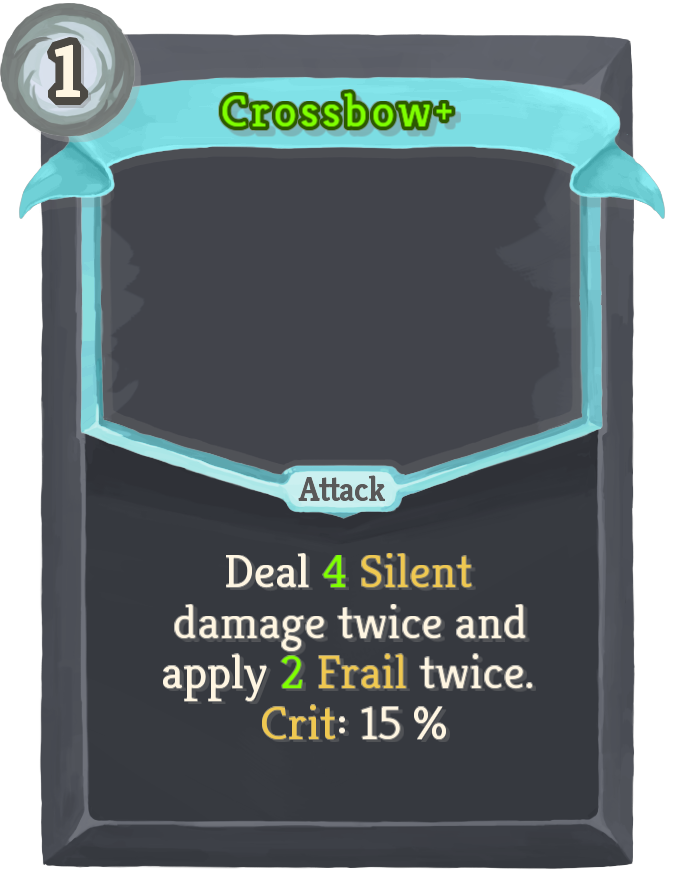 1
Crossbow+
Attack
Deal 4 Silent
damage twice and
apply 2 Frail twice.
Crit: 15 %